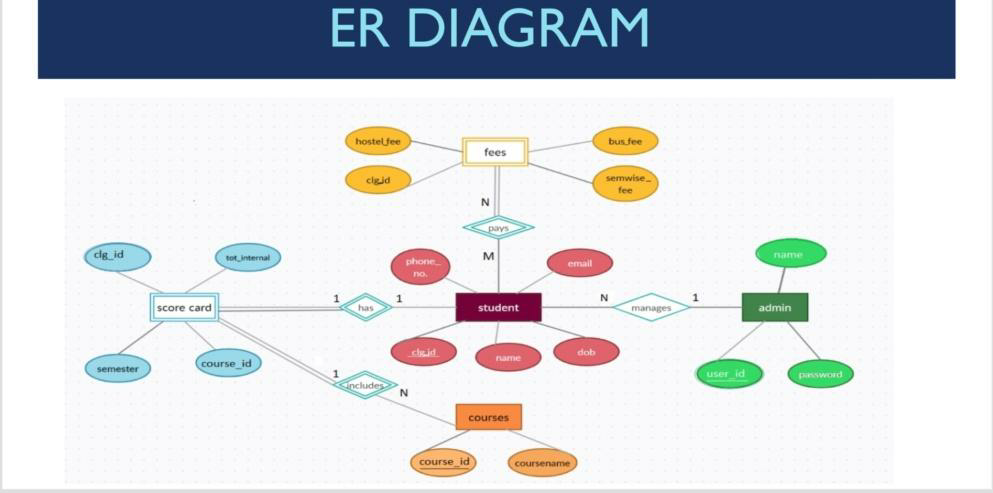 ER DIAGRAM
hostel_fee
fees
bus_fee
clg_id
semwise_
fee
N
pays
M
clg_id
tot_internal
phone_
no.
email
name
score card
1
has
1
student
N
manages
1
admin
semester
course_id
clg_id
name
dob
user_id
password
1
includes
N
courses
course_id
coursename